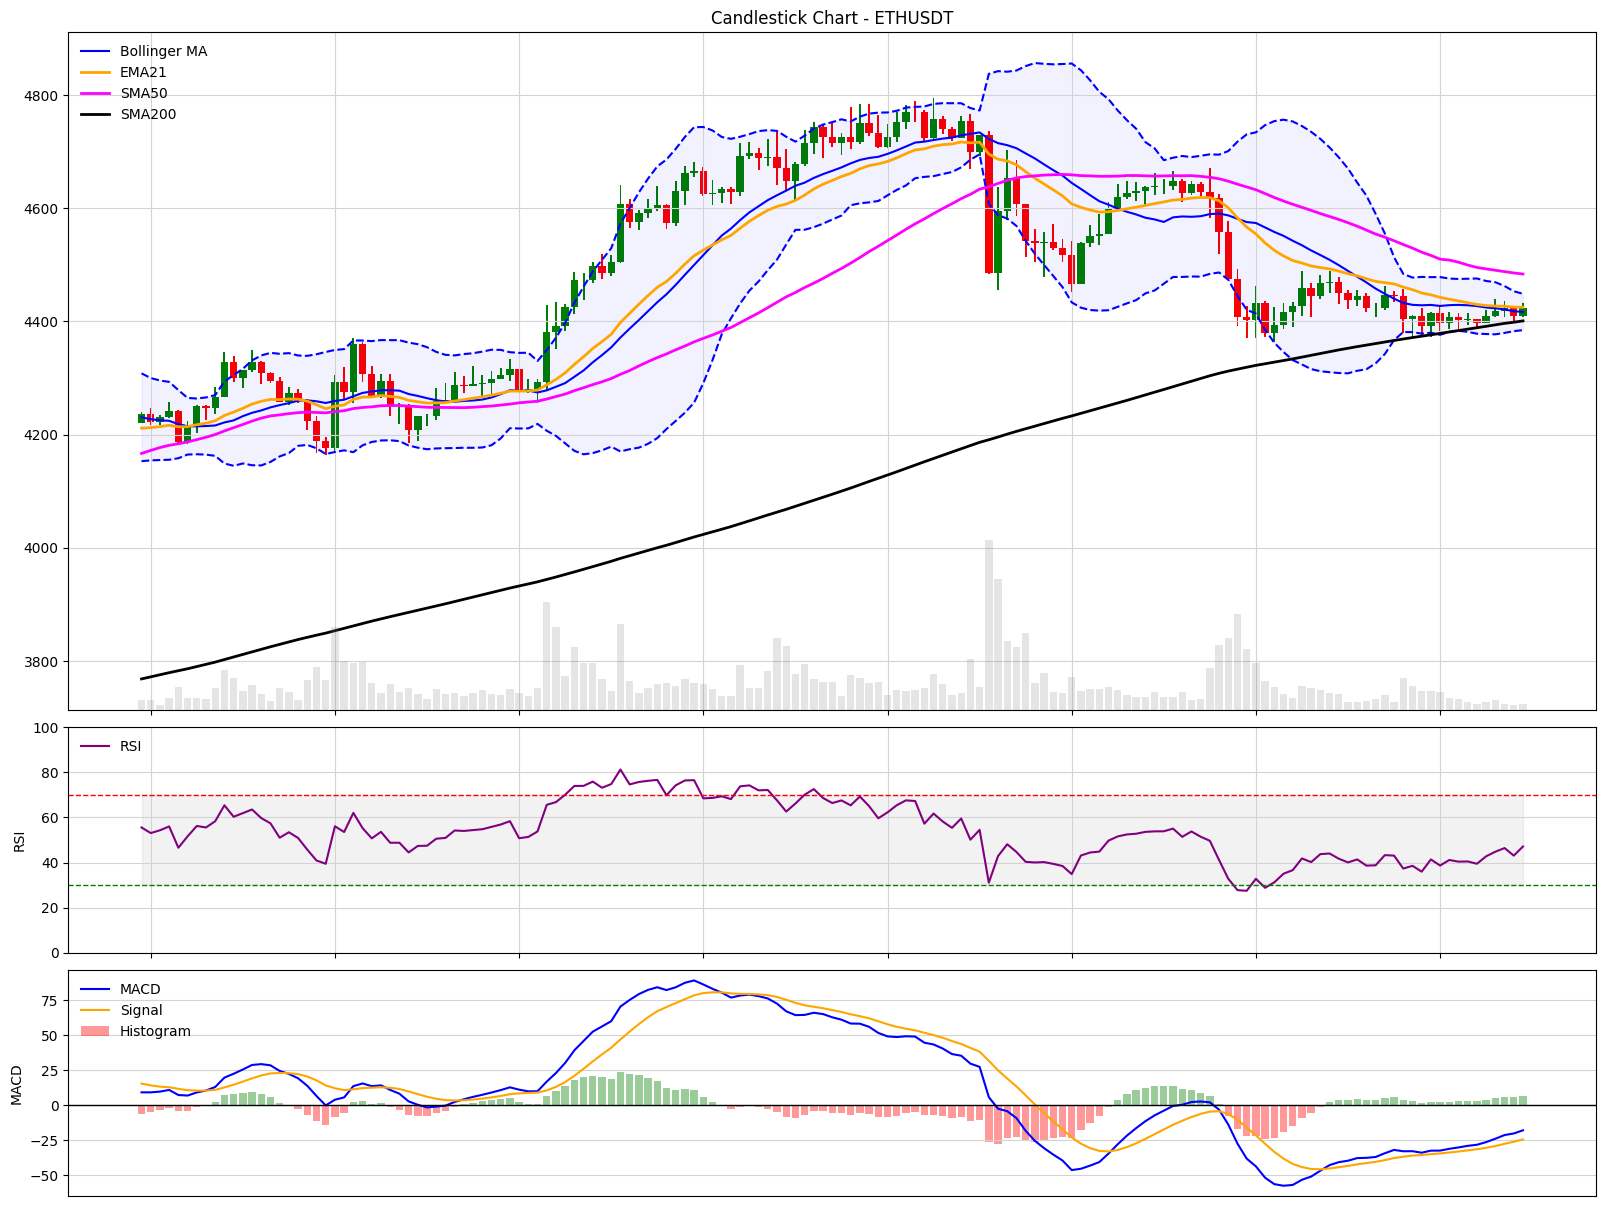 Candlestick Chart - ETHUSDT
Bollinger MA
EMA21
SMA50
SMA200
4800
4600
4400
4200
4000
3800
RSI
100
80
60
40
20
0
RSI
MACD
Signal
Histogram
75
50
25
0
−25
−50
MACD